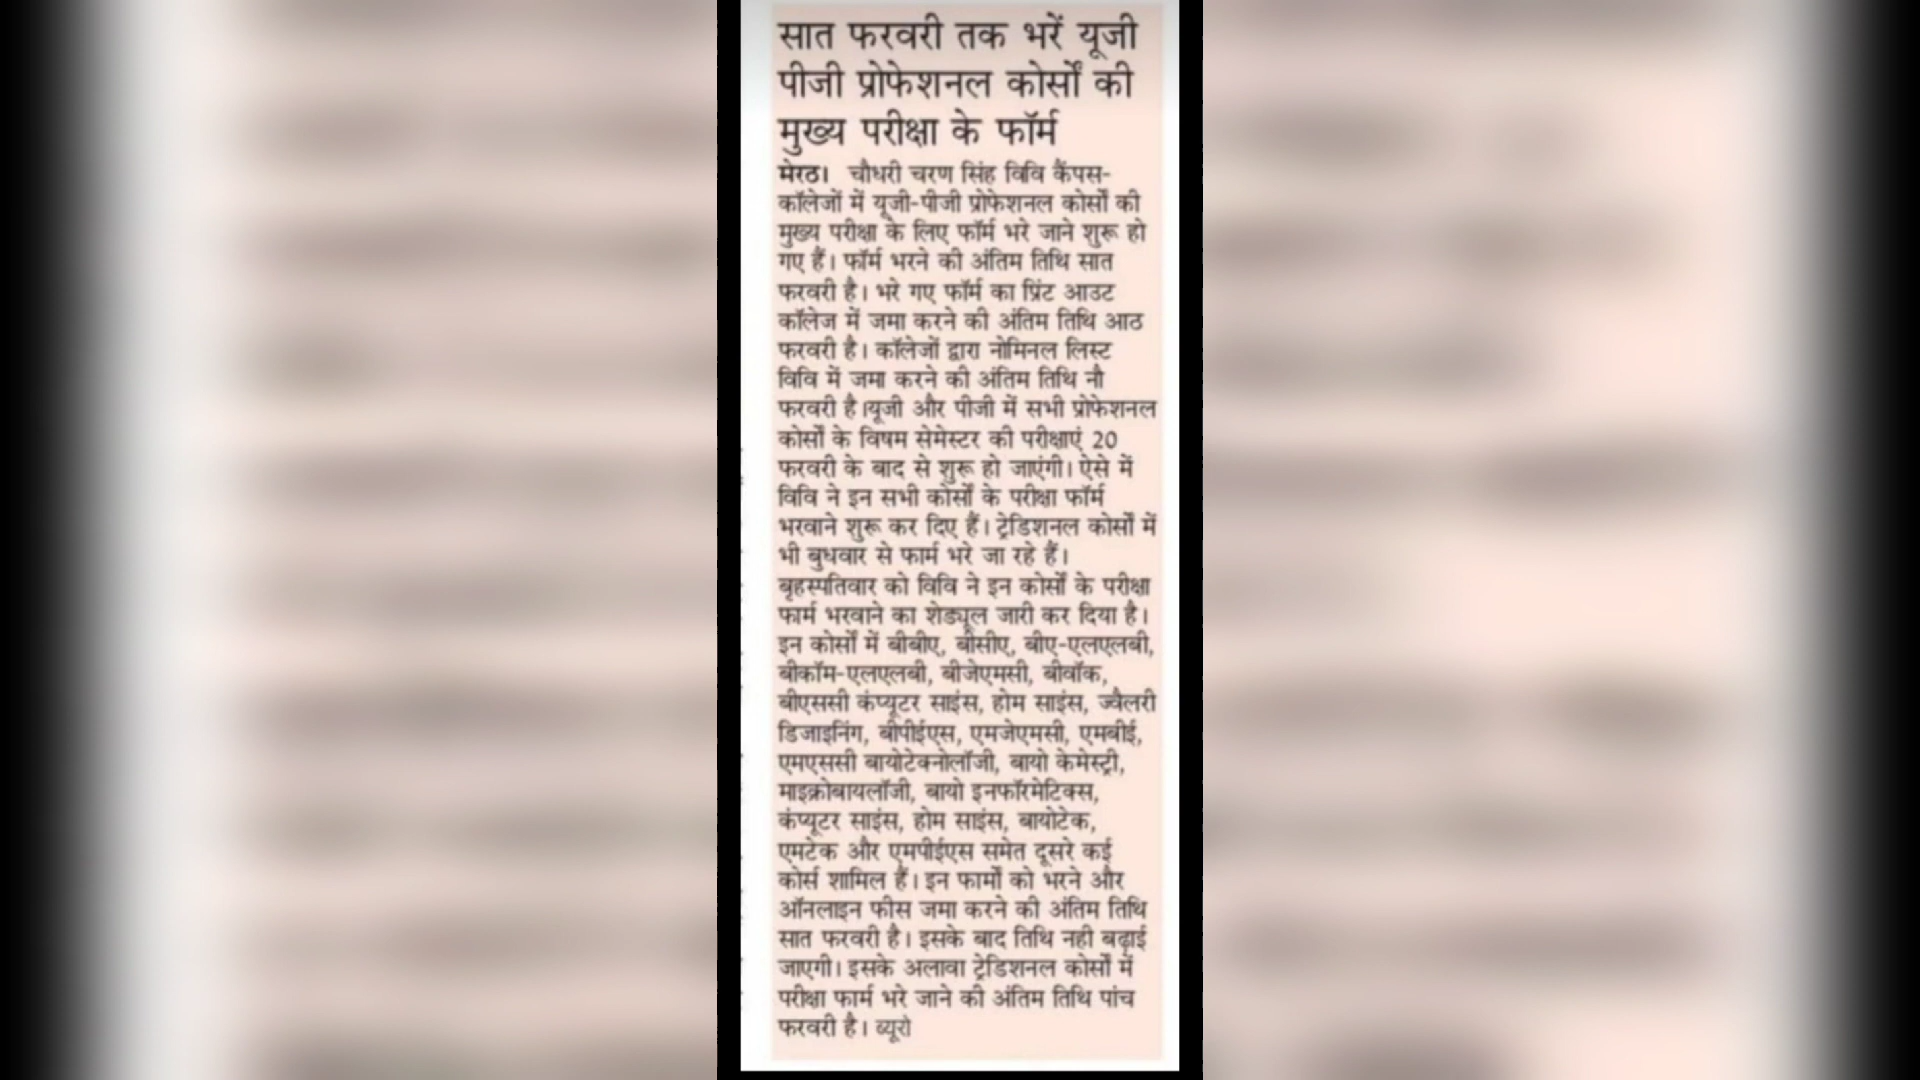 सात फरवरी तक भरें यूजी
पीजी प्रोफेशनल कोर्सों की
मुख्य परीक्षा के फॉर्म
मेरठ। चौधरी चरण सिंह विवि कैंपस-
कॉलेजों में यूजी-पीजी प्रोफेशनल कोर्सों की
मुख्य परीक्षा के लिए फॉर्म भरे जाने शुरू हो
गए हैं। फॉर्म भरने की अंतिम तिथि सात
फरवरी है। भरे गए फॉर्म का प्रिंट आउट
कॉलेज में जमा करने की अंतिम तिथि आठ
फरवरी है। कॉलेजों द्वारा नोमिनल लिस्ट
विवि में जमा करने की अंतिम तिथि नौ
फरवरी है।यूजी और पीजी में सभी प्रोफेशनल
कोर्सों के विषम सेमेस्टर की परीक्षाएं 20
फरवरी के बाद से शुरू हो जाएंगी। ऐसे में
विवि ने इन सभी कोर्सों के परीक्षा फॉर्म
भरवाने शुरू कर दिए हैं। ट्रेडिशनल कोर्सों में
भी बुधवार से फार्म भरे जा रहे हैं।
बृहस्पतिवार को विवि ने इन कोर्सों के परीक्षा
फार्म भरवाने का शेड्यूल जारी कर दिया है।
इन कोर्सों में बीबीए, बीसीए, बीए-एलएलबी,
बीकॉम-एलएलबी, बीजेएमसी, बीवॉक,
बीएससी कंप्यूटर साइंस, होम साइंस, ज्वैलरी
डिजाइनिंग, बीपीईएस, एमजेएमसी, एमबीई,
एमएससी बायोटेक्नोलॉजी, बायो केमेस्ट्री,
माइक्रोबायलॉजी, बायो इनफॉरमेटिक्स,
कंप्यूटर साइंस, होम साइंस, बायोटेक,
एमटेक और एमपीईएस समेत दूसरे कई
कोर्स शामिल हैं। इन फार्मों को भरने और
ऑनलाइन फीस जमा करने की अंतिम तिथि
सात फरवरी है। इसके बाद तिथि नही बढ़ाई
जाएगी। इसके अलावा ट्रेडिशनल कोर्सों में
परीक्षा फार्म भरे जाने की अंतिम तिथि पांच
फरवरी है। ब्यूरो